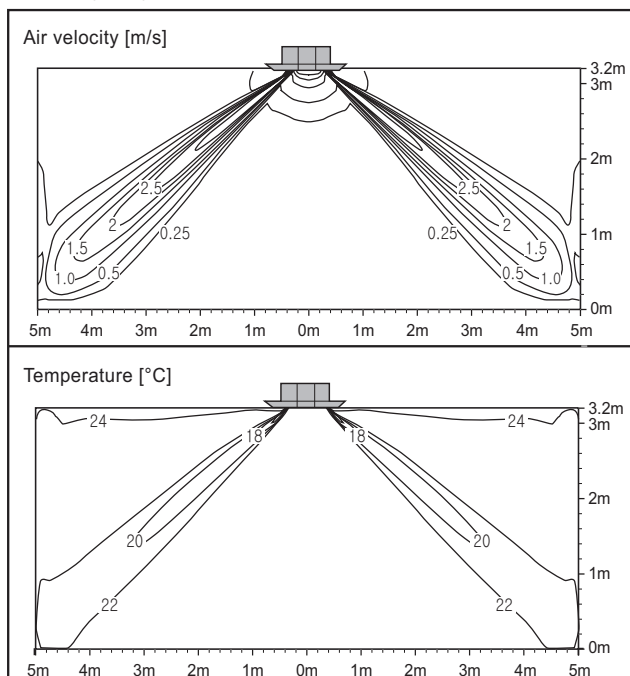 Air velocity [m/s]
3.2m
3m
2m
2.5 2.5
2 2
0.25 0.25
1m
1.5 1.5
0.5 0.5
1.0 1.0
0m
5m 4m 3m 2m 1m 0m 1m 2m 3m 4m 5m
Temperature [°C]
3.2m
24 24
3m
18 18
2m
20 20
1m
22 22
0m
5m 4m 3m 2m 1m 0m 1m 2m 3m 4m 5m